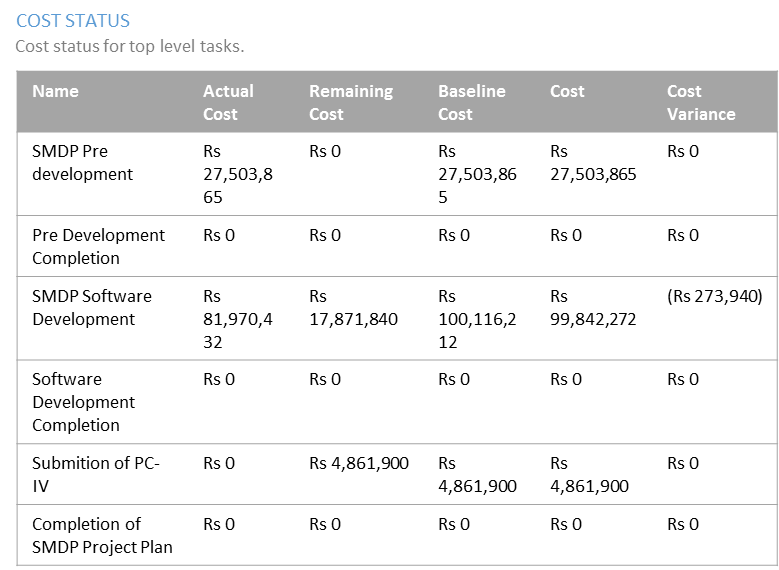 COST STATUS
Cost status for top level tasks.
Name Actual Cost Remaining Cost Baseline Cost Cost Cost Variance
SMDP Pre development Rs 27,503,865 Rs 0 Rs 27,503,865 Rs 27,503,865 Rs 0
Pre Development Completion Rs 0 Rs 0 Rs 0 Rs 0 Rs 0
SMDP Software Development Rs 81,970,432 Rs 17,871,840 Rs 100,116,212 Rs 99,842,272 (Rs 273,940)
Software Development Completion Rs 0 Rs 0 Rs 0 Rs 0 Rs 0
Submition of PC-IV Rs 0 Rs 4,861,900 Rs 4,861,900 Rs 4,861,900 Rs 0
Completion of SMDP Project Plan Rs 0 Rs 0 Rs 0 Rs 0 Rs 0